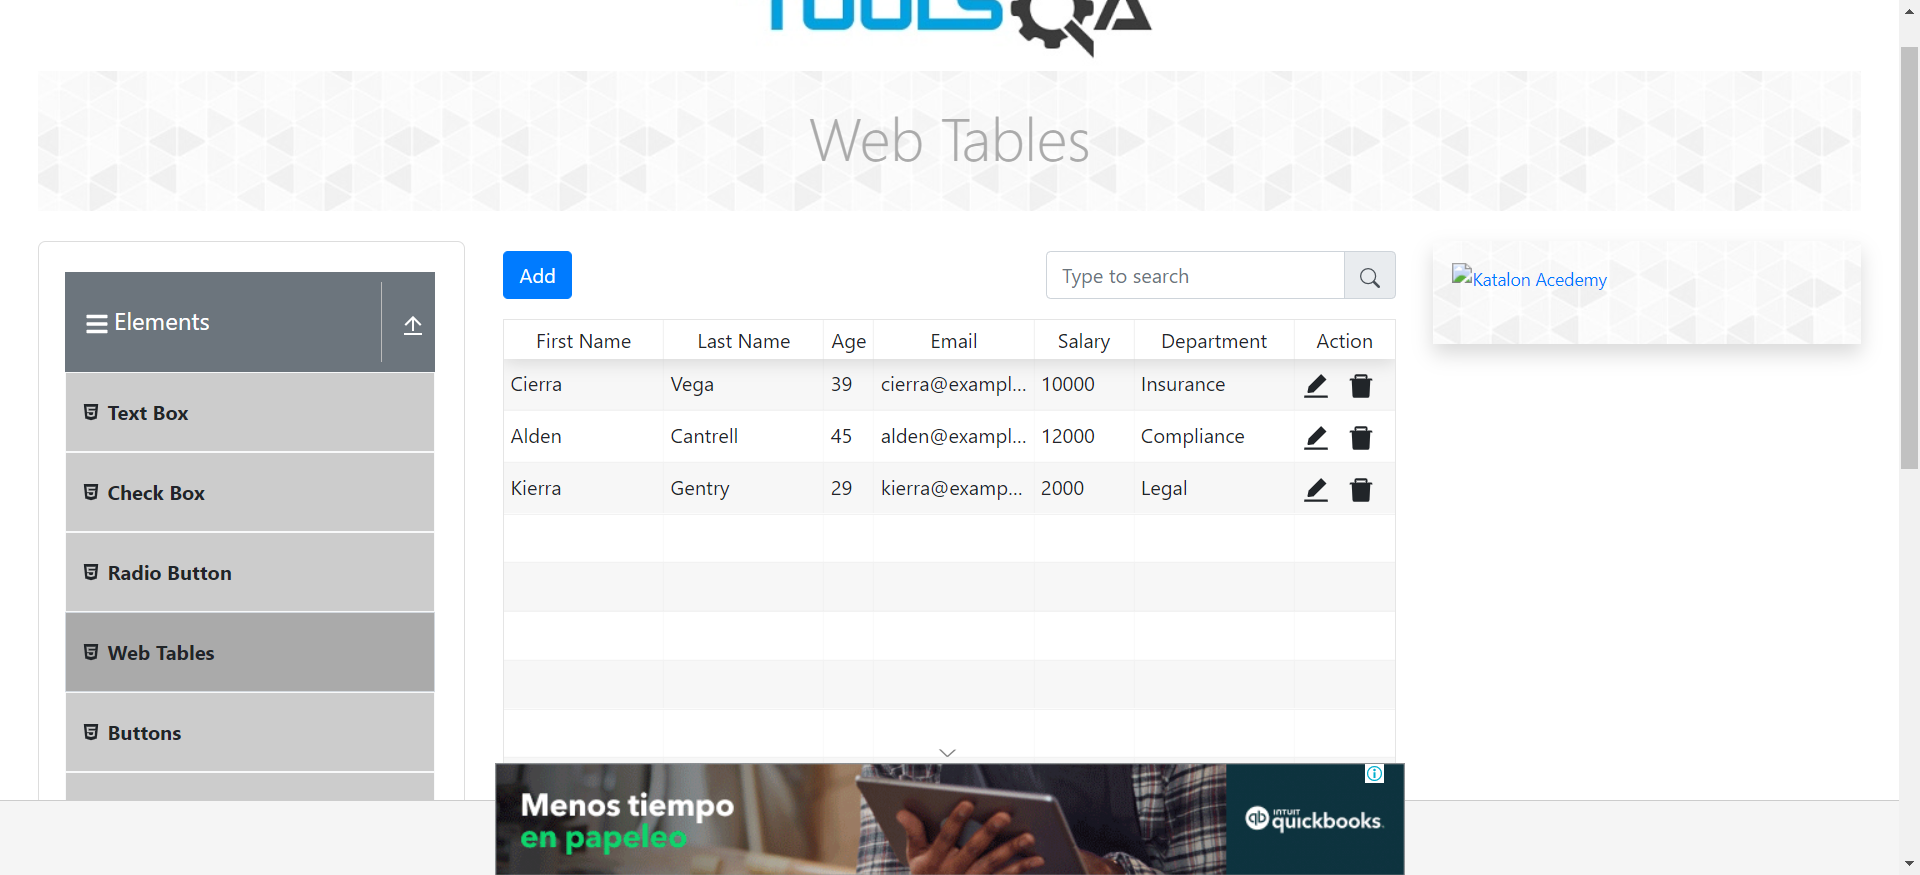 TOOLSQA
Web Tables
Elements
Text Box
Check Box
Radio Button
Web Tables
Buttons
Add
Type to search
First Name Last Name Age Email Salary Department Action
Cierra Vega 39 cierra@exampl... 10000 Insurance
Alden Cantrell 45 alden@exampl... 12000 Compliance
Kierra Gentry 29 kierra@examp... 2000 Legal
Katalon Acedemy
Menos tiempo
en papeleo
INTUIT
quickbooks.